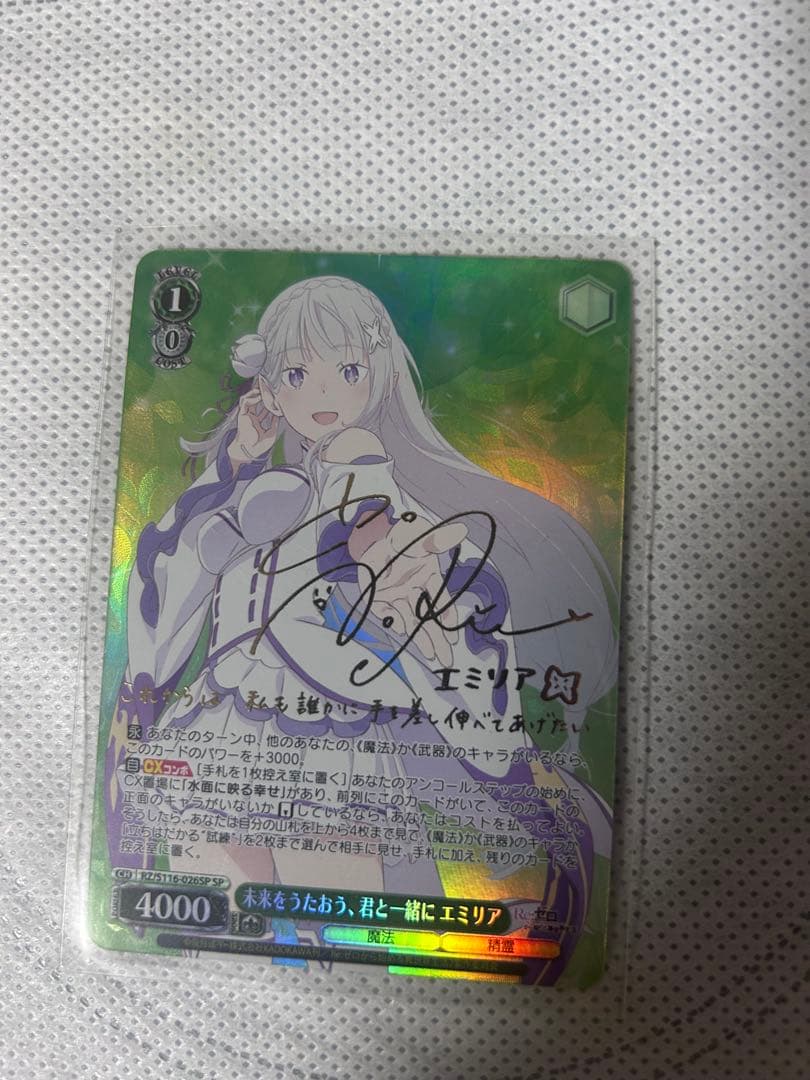 LEVEL
1
0
COST
エミリア
これからは 私も誰かに手を差し伸べてあげたい
永 あなたのターン中、他のあなたの、《魔法》か《武器》のキャラがいるなら、
このカードのパワーを+3000。
自 CXコンボ [手札を1枚控え室に置く] あなたのアンコールステップの始めに、
CX置場に「水面に映る幸せ」があり、前列にこのカードがいて、このカードの
正面のキャラがいないかしているなら、あなたはコストを払ってよい。
そうしたら、あなたは自分の山札を上から4枚まで見て、《魔法》か《武器》のキャラか
「立ちはだかる“試練”」を2枚まで選んで相手に見せ、手札に加え、残りのカードを
控え室に置く。
CH RZ/S116-026SP SP
POWER 4000
未来をうたおう、君と一緒に エミリア
Re:ゼロ
魔法 精霊